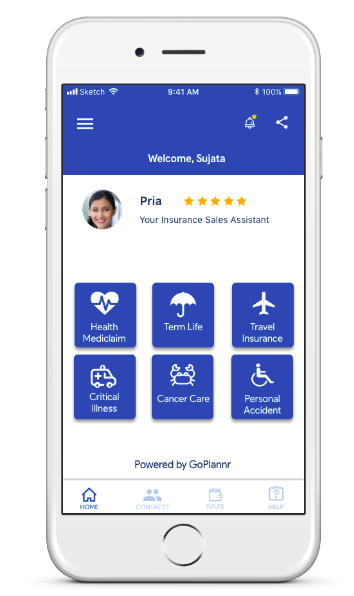 Sketch 9:41 AM 100%
Welcome, Sujata
Pria
Your Insurance Sales Assistant
Health
Mediclaim
Term Life
Travel
Insurance
Critical
Illness
Cancer Care
Personal
Accident
Powered by GoPlannr
HOME CONTACTS SALES HELP